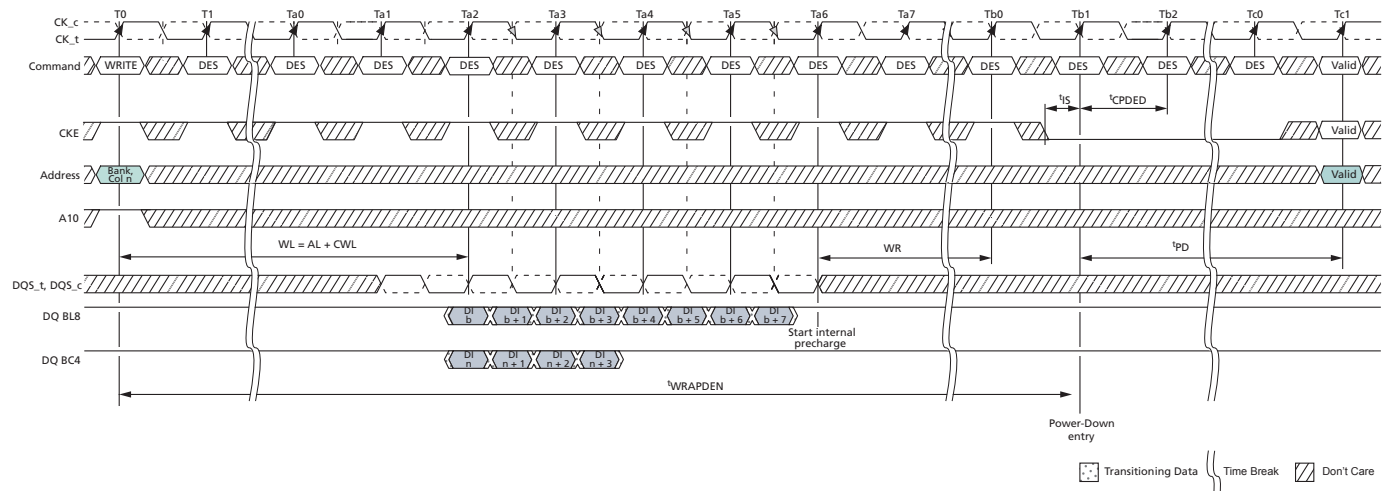 T0 T1 Ta0 Ta1 Ta2 Ta3 Ta4 Ta5 Ta6 Ta7 Tb0 Tb1 Tb2 Tc0 Tc1
CK_c
CK_t
Command WRITE DES DES DES DES DES DES DES DES DES DES DES DES DES Valid
tIS tCPDED
CKE Valid
Address Bank, Col n Valid
A10
WL = AL + CWL WR tPD
DQS_t, DQS_c
DQ BL8 DI b DI b + 1 DI b + 2 DI b + 3 DI b + 4 DI b + 5 DI b + 6 DI b + 7
Start internal
precharge
DQ BC4 DI n DI n + 1 DI n + 2 DI n + 3
tWRAPDEN
Power-Down
entry
Transitioning Data Time Break Don't Care